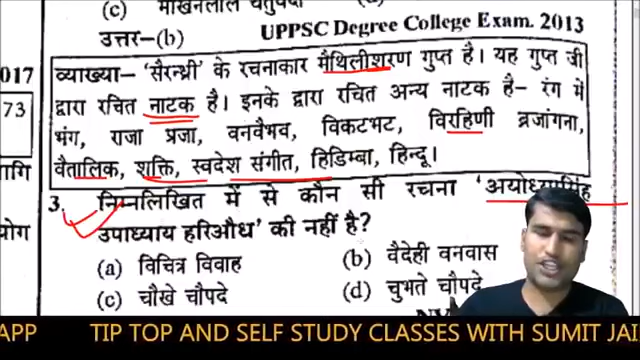 (c) माखनलाल चतुर्वेदी
उत्तर-(b)
UPPSC Degree College Exam. 2013
व्याख्या- 'सैरन्ध्री' के रचनाकार मैथिलीशरण गुप्त है। यह गुप्त जी
द्वारा रचित नाटक है। इनके द्वारा रचित अन्य नाटक है- रंग में
भंग, राजा प्रजा, वनवैभव, विकटभट, विरहिणी व्रजांगना,
वैतालिक, शक्ति, स्वदेश संगीत, हिडिम्बा, हिन्दू।
2017
73
योग
3. निम्नलिखित में से कौन सी रचना 'अयोध्यासिंह
उपाध्याय हरिऔध' की नहीं है?
(a) विचित्र विवाह
(b) वैदेही वनवास
(c) चौखे चौपदे
(d) चुभते चौपदे
APP TIP TOP AND SELF STUDY CLASSES WITH SUMIT JAI